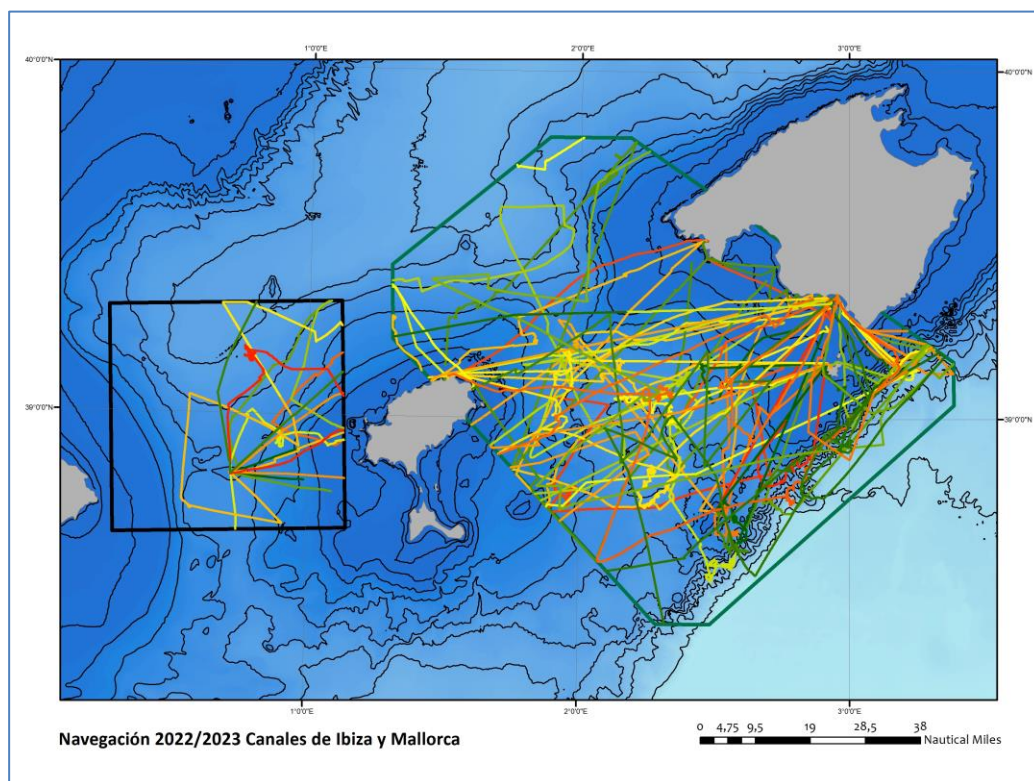 1°0'0"E 2°0'0"E 3°0'0"E
40°0'0"N 40°0'0"N
39°0'0"N 39°0'0"N
1°0'0"E 2°0'0"E 3°0'0"E
Navegación 2022/2023 Canales de Ibiza y Mallorca
0 4,75 9,5 19 28,5 38
Nautical Miles